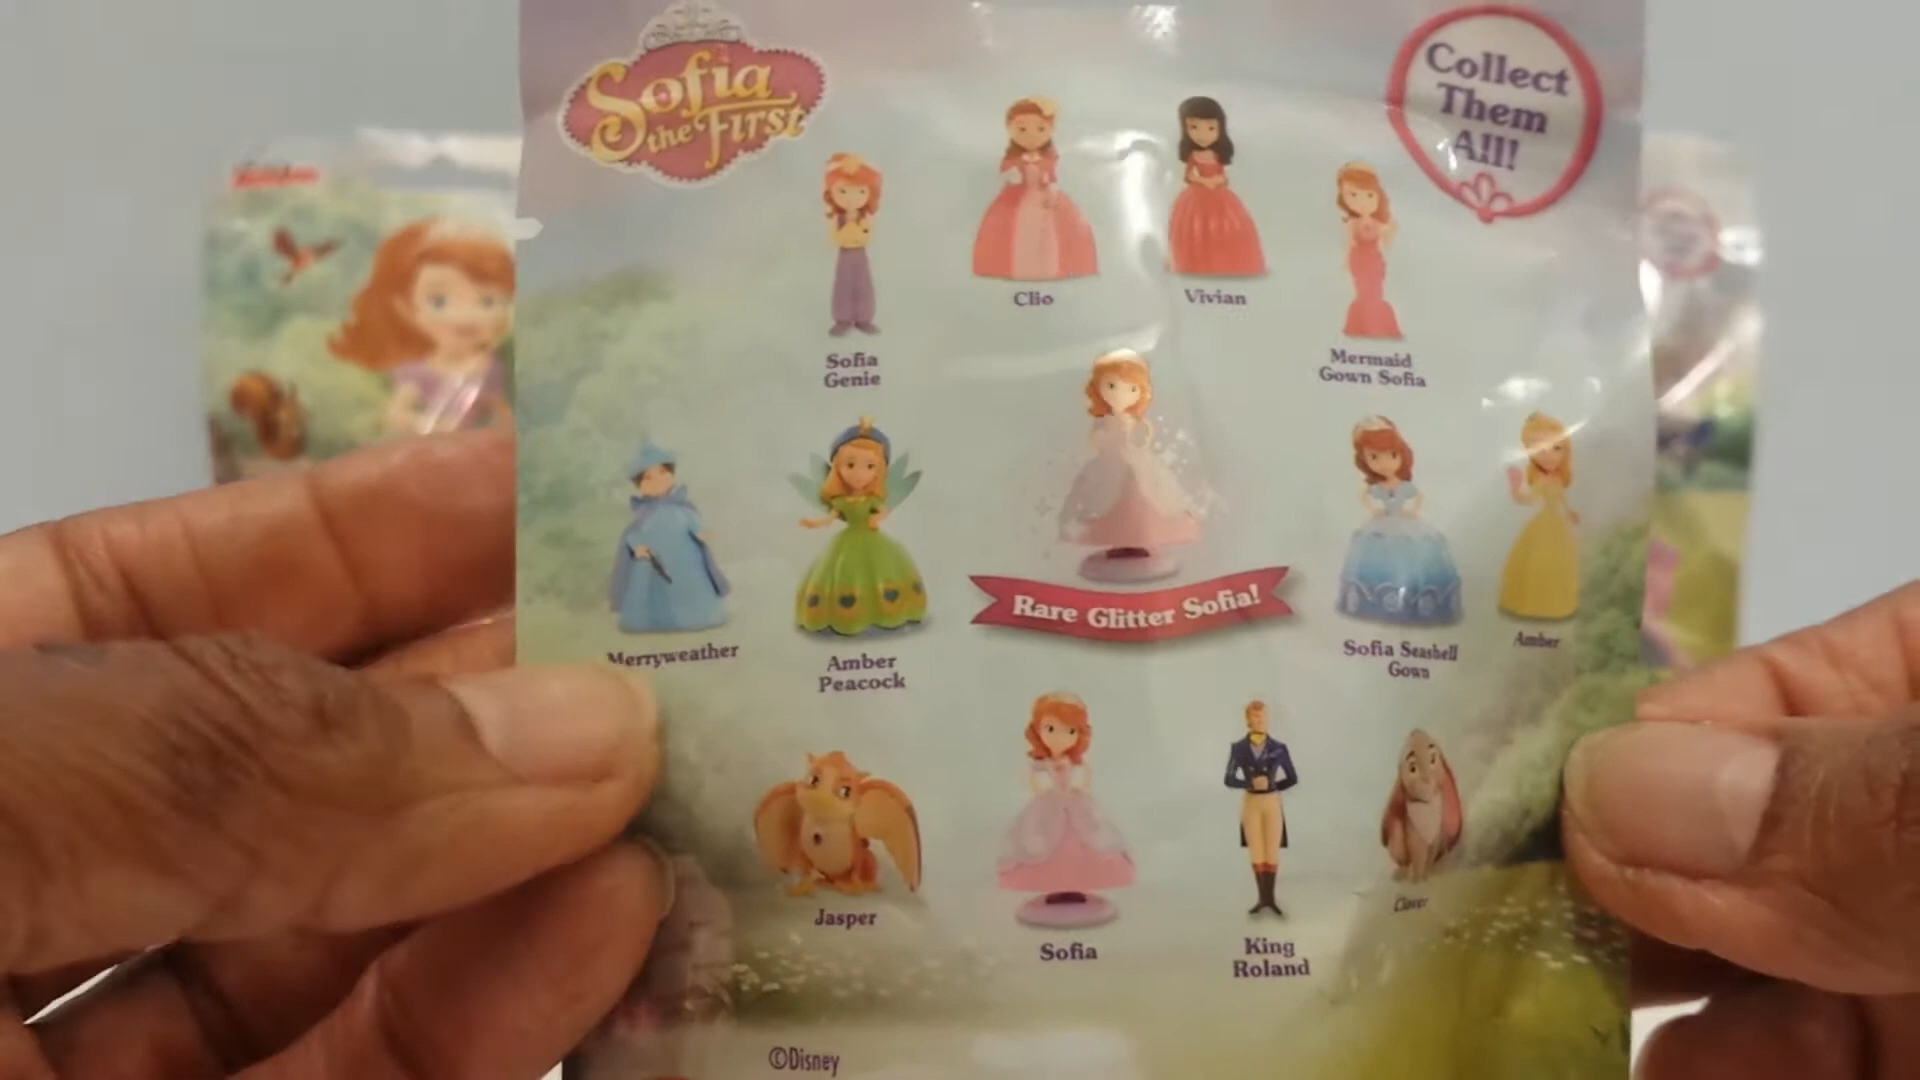 Sofia
the First
Collect
Them
All!
Clio
Vivian
Sofia
Genie
Mermaid
Gown Sofia
Rare Glitter Sofia!
Merryweather
Amber
Peacock
Sofia Seashell
Gown
Amber
Jasper
Sofia
King
Roland
Clover
©Disney